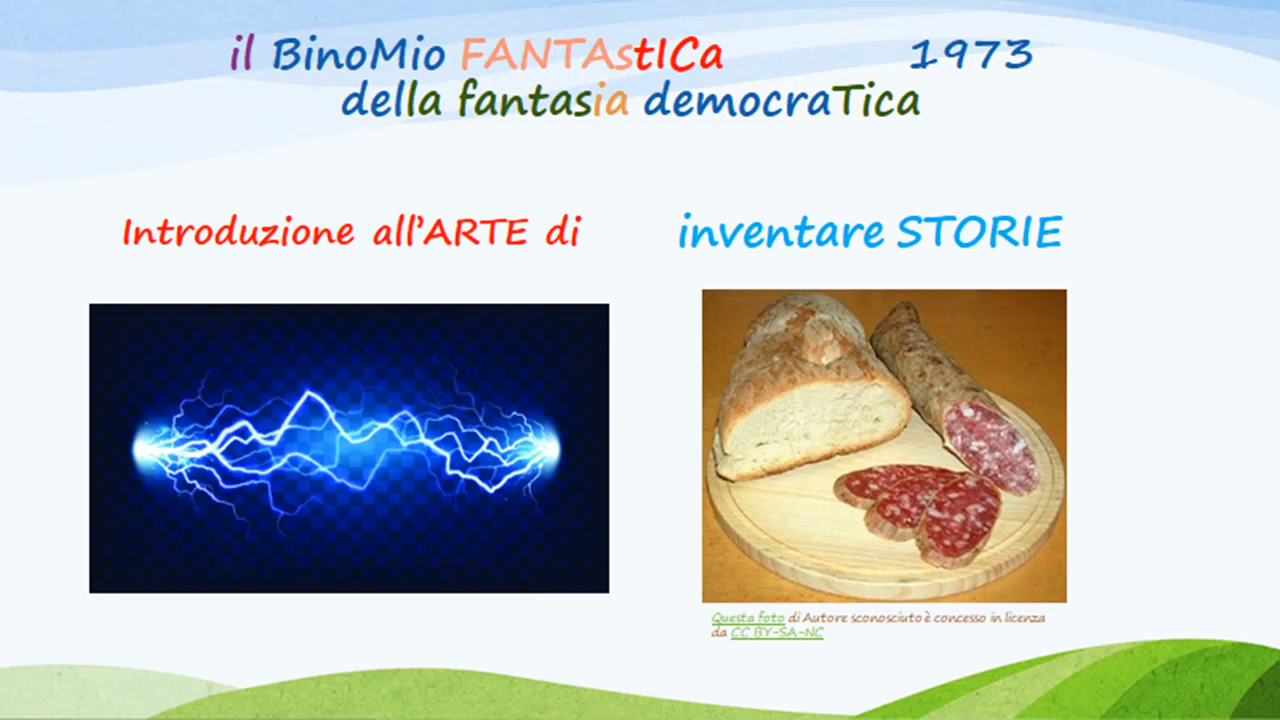 il BinoMio FANTAstICa 1973
della fantasia democraTica
Introduzione all'ARTE di
inventare STORIE
Questa foto di Autore sconosciuto è concesso in licenza
da CC BY-SA-NC